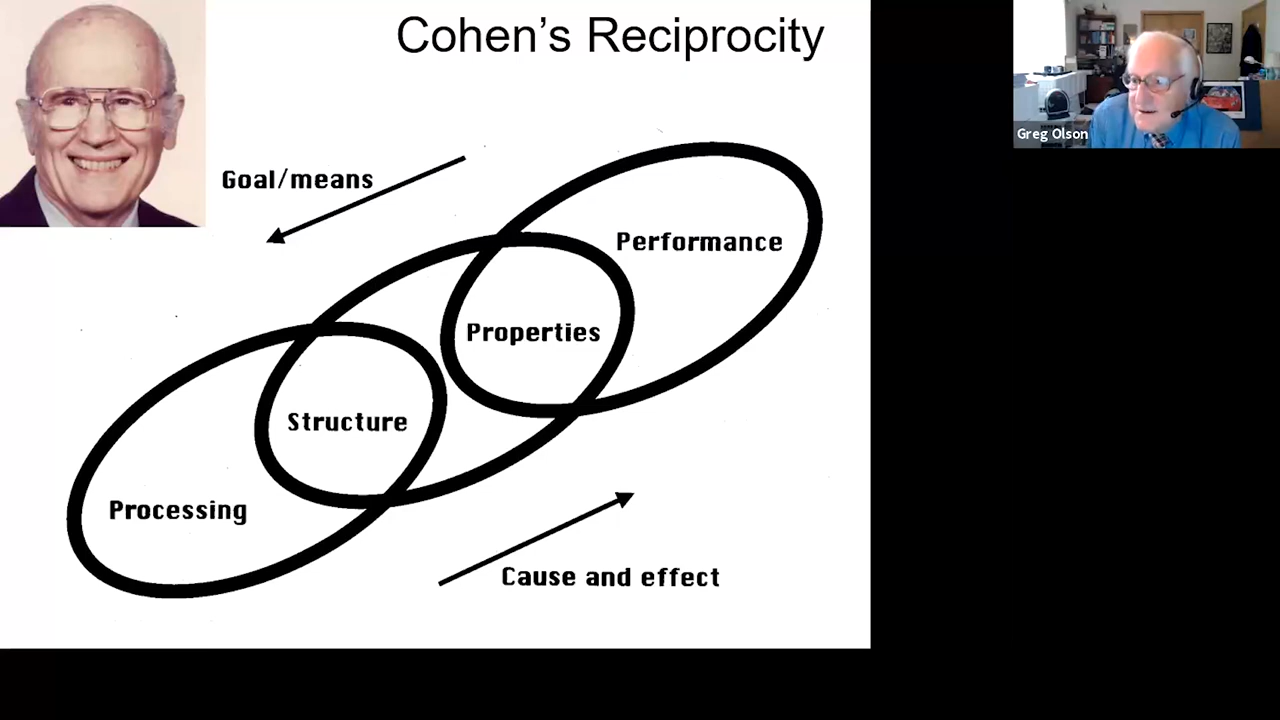 Cohen's Reciprocity
Greg Olson
Goal/means
Performance
Properties
Structure
Processing
Cause and effect